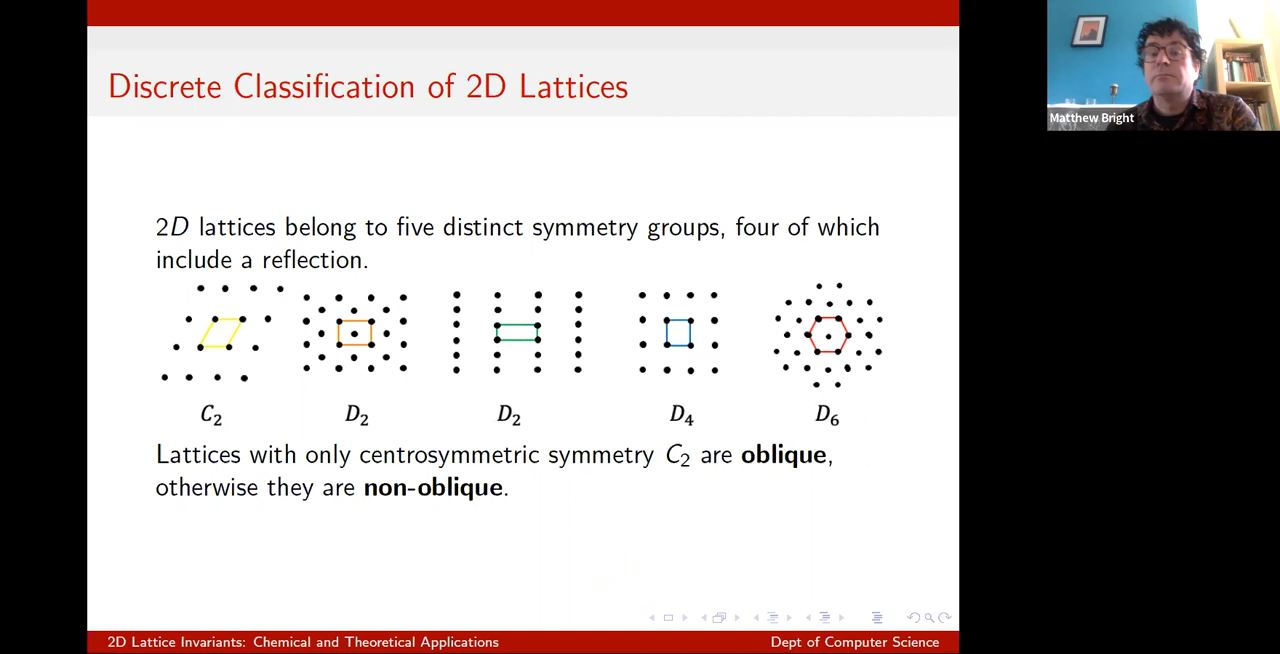 Discrete Classification of 2D Lattices
Matthew Bright
2D lattices belong to five distinct symmetry groups, four of which
include a reflection.
C2 D2 D2 D4 D6
Lattices with only centrosymmetric symmetry C2 are oblique,
otherwise they are non-oblique.
2D Lattice Invariants: Chemical and Theoretical Applications Dept of Computer Science